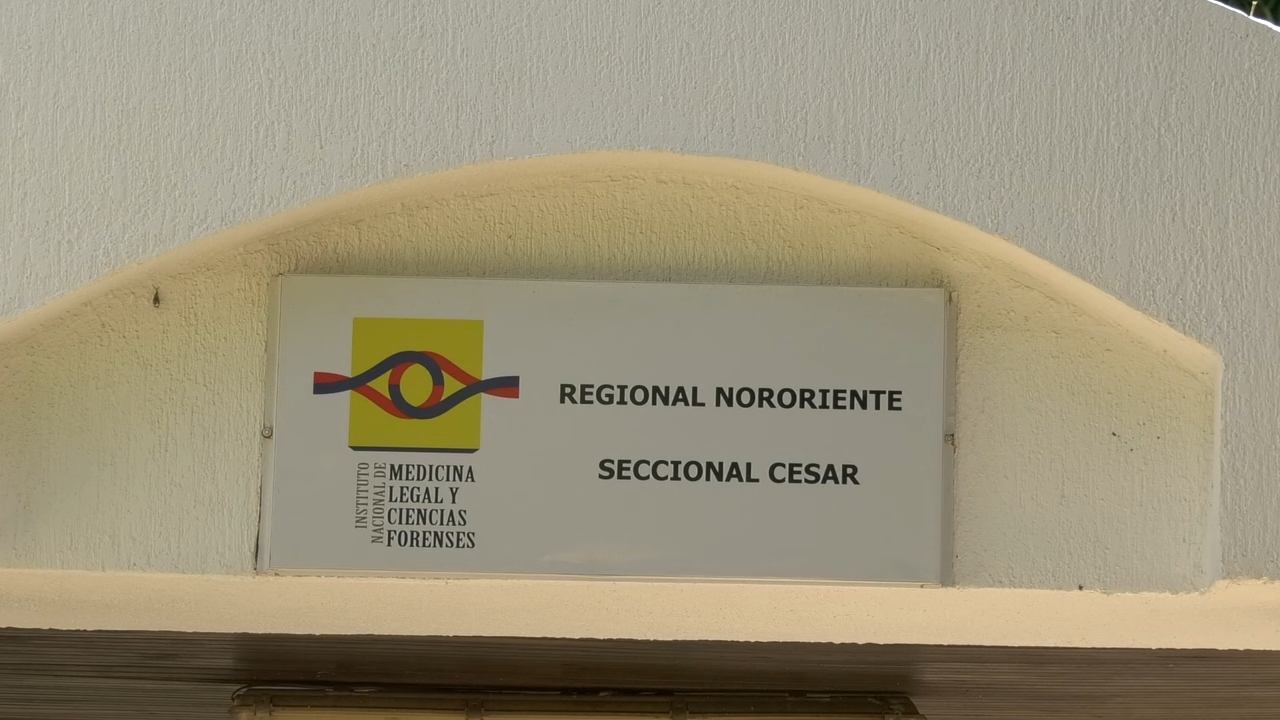 INSTITUTO
NACIONAL DE
MEDICINA
LEGAL Y
CIENCIAS
FORENSES
REGIONAL NORORIENTE
SECCIONAL CESAR